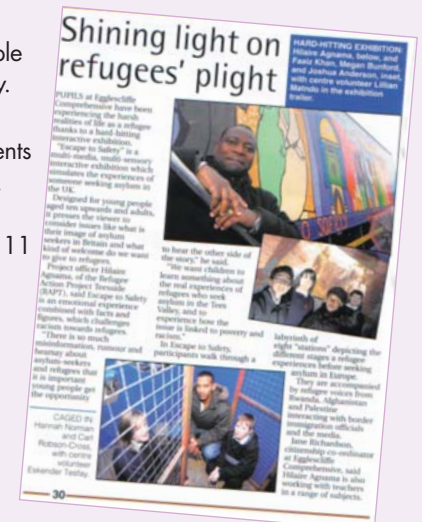 ple
y.
ents
11
Shining light on
refugees' plight
HARD-HITTING EXHIBITION:
Hilaire Agnama, below, and
Faaiz Khan, Megan Bunford,
and Joshua Anderson, inset,
with centre volunteer Lillian
Matndo in the exhibition
trailer.
PUPILS at Egglescliffe
Comprehensive have been
experiencing the harsh
realities of life as a refugee
thanks to a hard-hitting
interactive exhibition.
"Escape to Safety" is a
multi-media, multi-sensory
interactive exhibition which
simulates the experiences of
someone seeking asylum in
the UK.
Designed for young people
aged ten upwards and adults,
it presses the viewer to
consider issues like what is
their image of asylum
seekers in Britain and what
kind of welcome do we want
to give to refugees.
Project officer Hilaire
Agnama, of the Refugee
Action Project Teesside
(RAPT), said Escape to Safety
is an emotional experience
combined with facts and
figures, which challenges
racism towards refugees.
"There is so much
misinformation, rumour and
hearsay about
asylum-seekers
and refugees that
it is important
young people get
the opportunity
to hear the other side of
the story," he said.
"We want children to
learn something about
the real experiences of
refugees who seek
asylum in the Tees
Valley, and to
experience how the
issue is linked to poverty and
racism."
In Escape to Safety,
participants walk through a
labyrinth of
eight "stations" depicting the
different stages a refugee
experiences before seeking
asylum in Europe.
They are accompanied
by refugee voices from
Rwanda, Afghanistan
and Palestine
interacting with border
immigration officials
and the media.
Jane Richardson,
citizenship co-ordinator
at Egglescliffe
Comprehensive, said
Hilaire Agnama is also
working with teachers
in a range of subjects.
CAGED IN
Hannah Norman
and Carl
Robson-Cross,
with centre
volunteer
Eskender Tesfay.
30